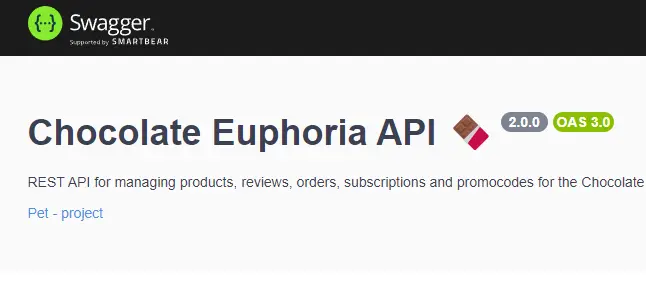 Swagger
Supported by SMARTBEAR
Chocolate Euphoria API 🍫 2.0.0 OAS 3.0
REST API for managing products, reviews, orders, subscriptions and promocodes for the Chocolate
Pet - project